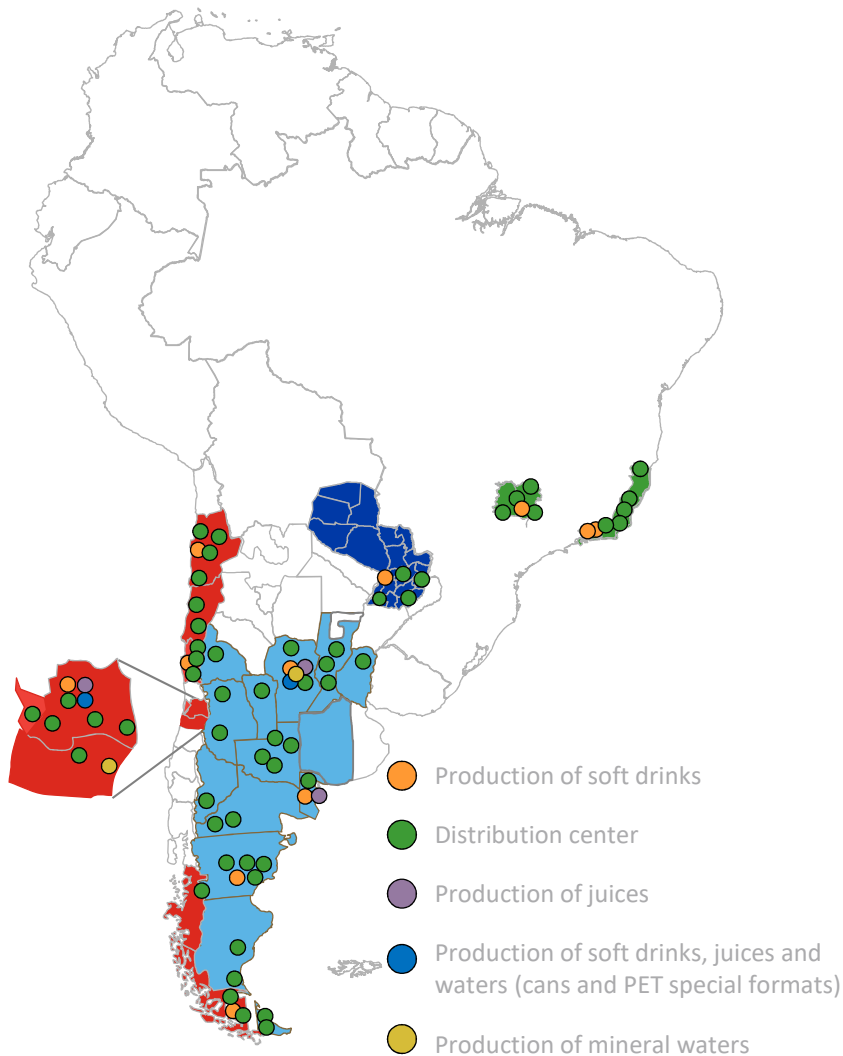 Production of soft drinks
Distribution center
Production of juices
Production of soft drinks, juices and
waters (cans and PET special formats)
Production of mineral waters